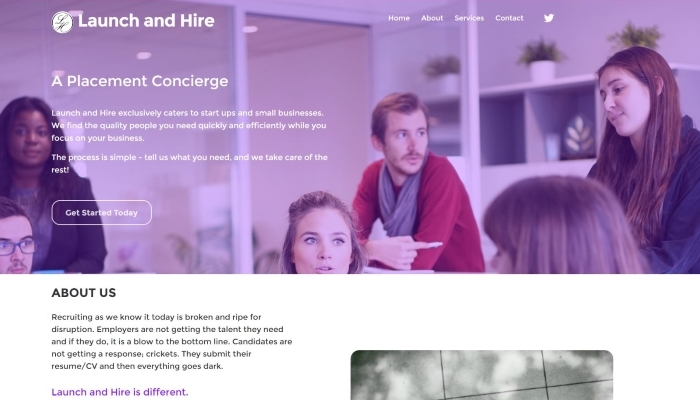 Launch and Hire
Home About Services Contact
A Placement Concierge
Launch and Hire exclusively caters to start ups and small businesses.
We find the quality people you need quickly and efficiently while you
focus on your business.
The process is simple - tell us what you need, and we take care of the
rest!
Get Started Today
ABOUT US
Recruiting as we know it today is broken and ripe for
disruption. Employers are not getting the talent they need
and if they do, it is a blow to the bottom line. Candidates are
not getting a response; crickets. They submit their
resume/CV and then everything goes dark.
Launch and Hire is different.